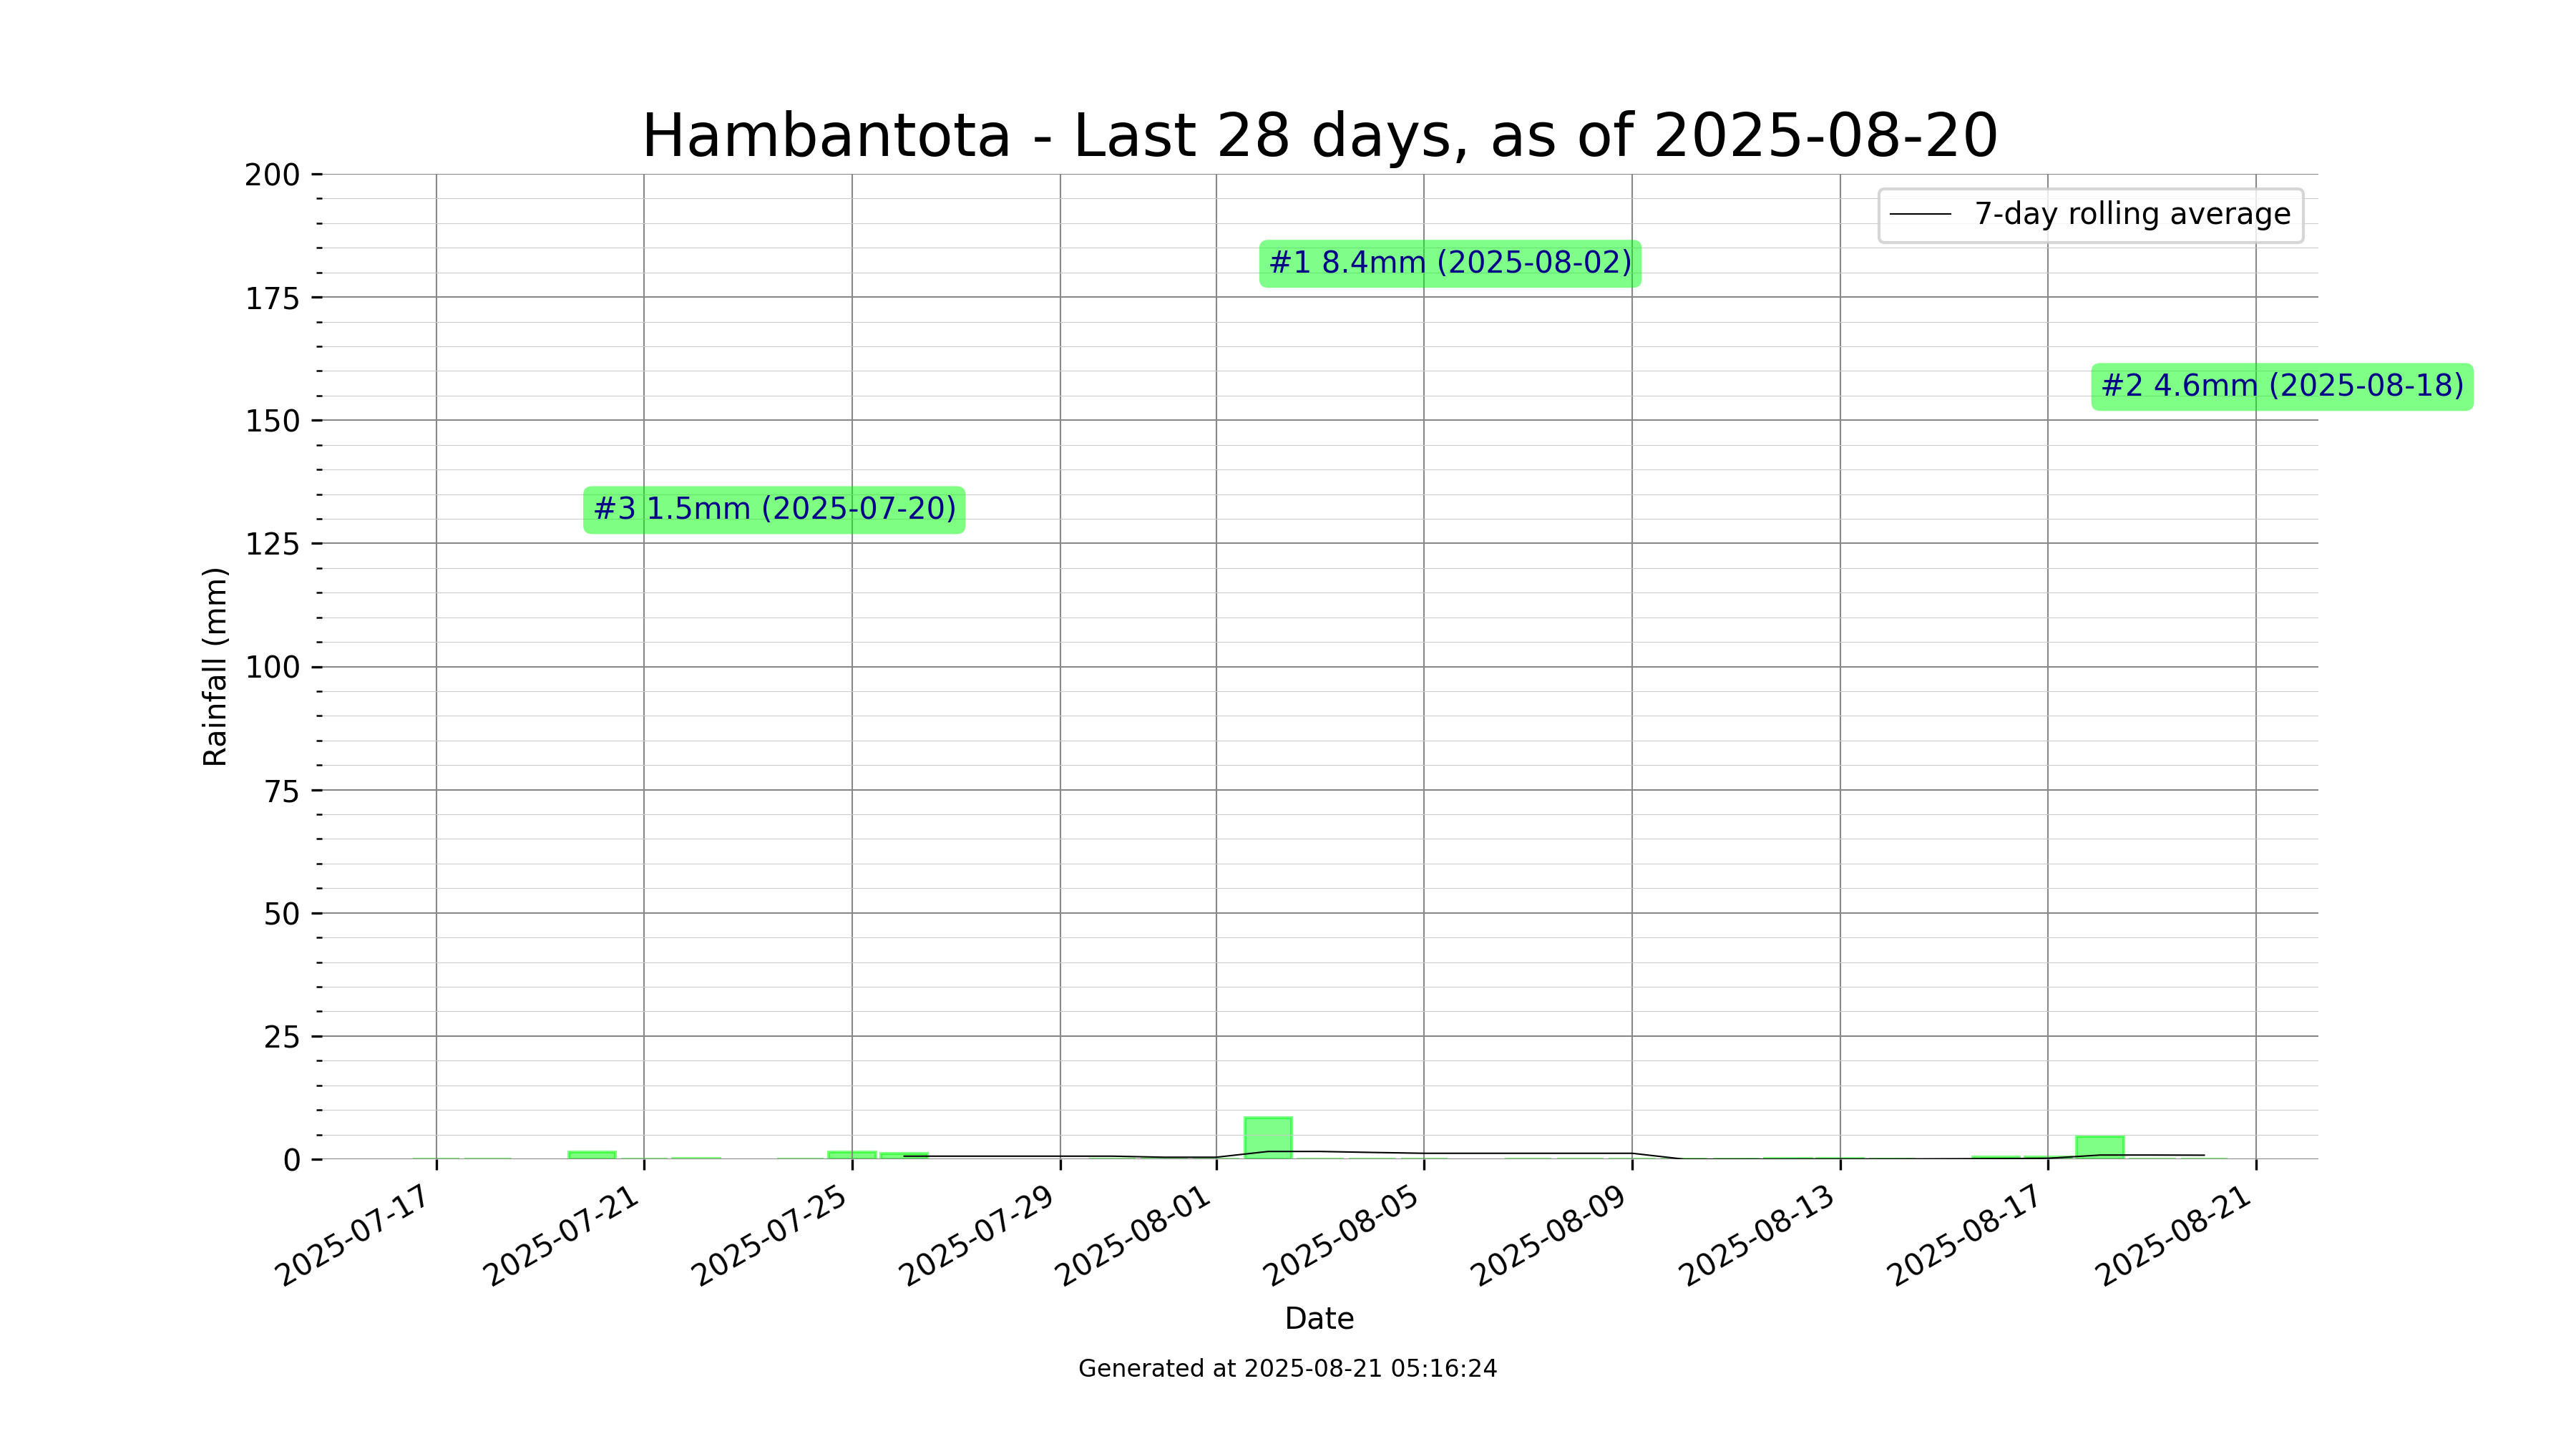 Hambantota - Last 28 days, as of 2025-08-20
7-day rolling average
#1 8.4mm (2025-08-02)
#2 4.6mm (2025-08-18)
#3 1.5mm (2025-07-20)
Rainfall (mm)
200
175
150
125
100
75
50
25
0
2025-07-17
2025-07-21
2025-07-25
2025-07-29
2025-08-01
2025-08-05
2025-08-09
2025-08-13
2025-08-17
2025-08-21
Date
Generated at 2025-08-21 05:16:24